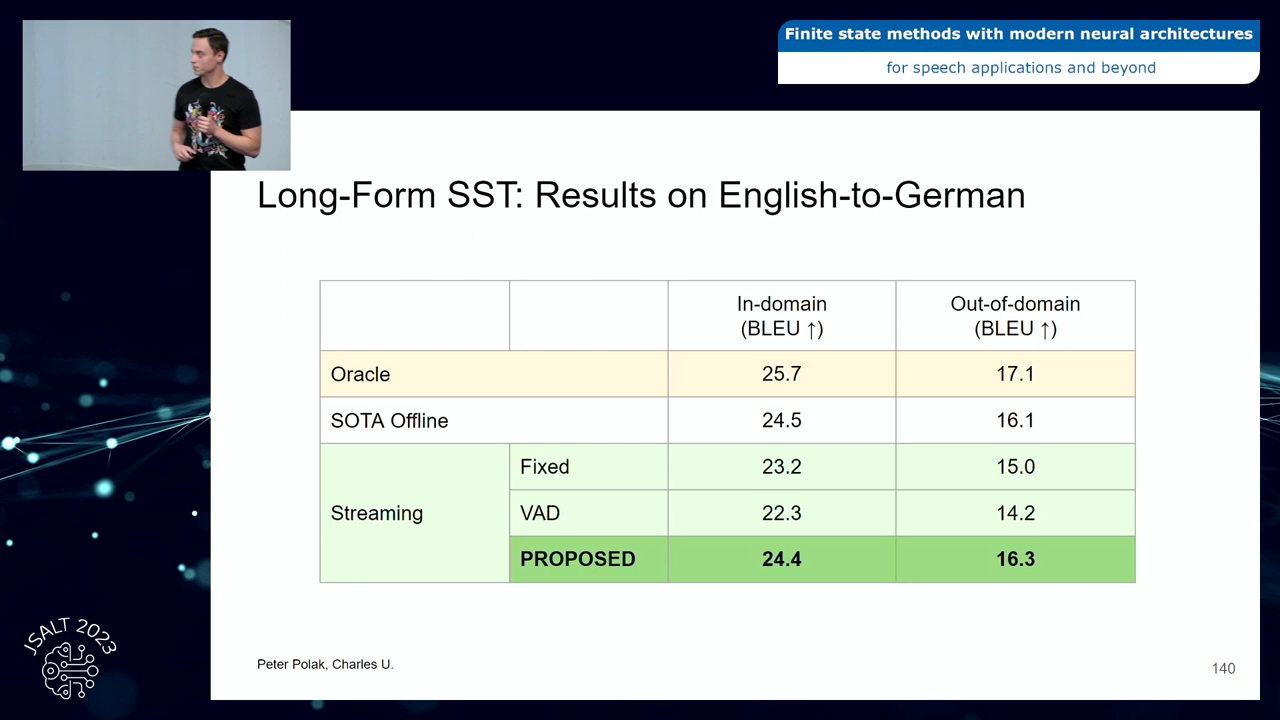 Finite state methods with modern neural architectures
for speech applications and beyond
Long-Form SST: Results on English-to-German
In-domain
(BLEU ↑)
Out-of-domain
(BLEU ↑)
Oracle 25.7 17.1
SOTA Offline 24.5 16.1
Streaming
Fixed 23.2 15.0
VAD 22.3 14.2
PROPOSED 24.4 16.3
Peter Polak, Charles U.
140
JSALT 2023